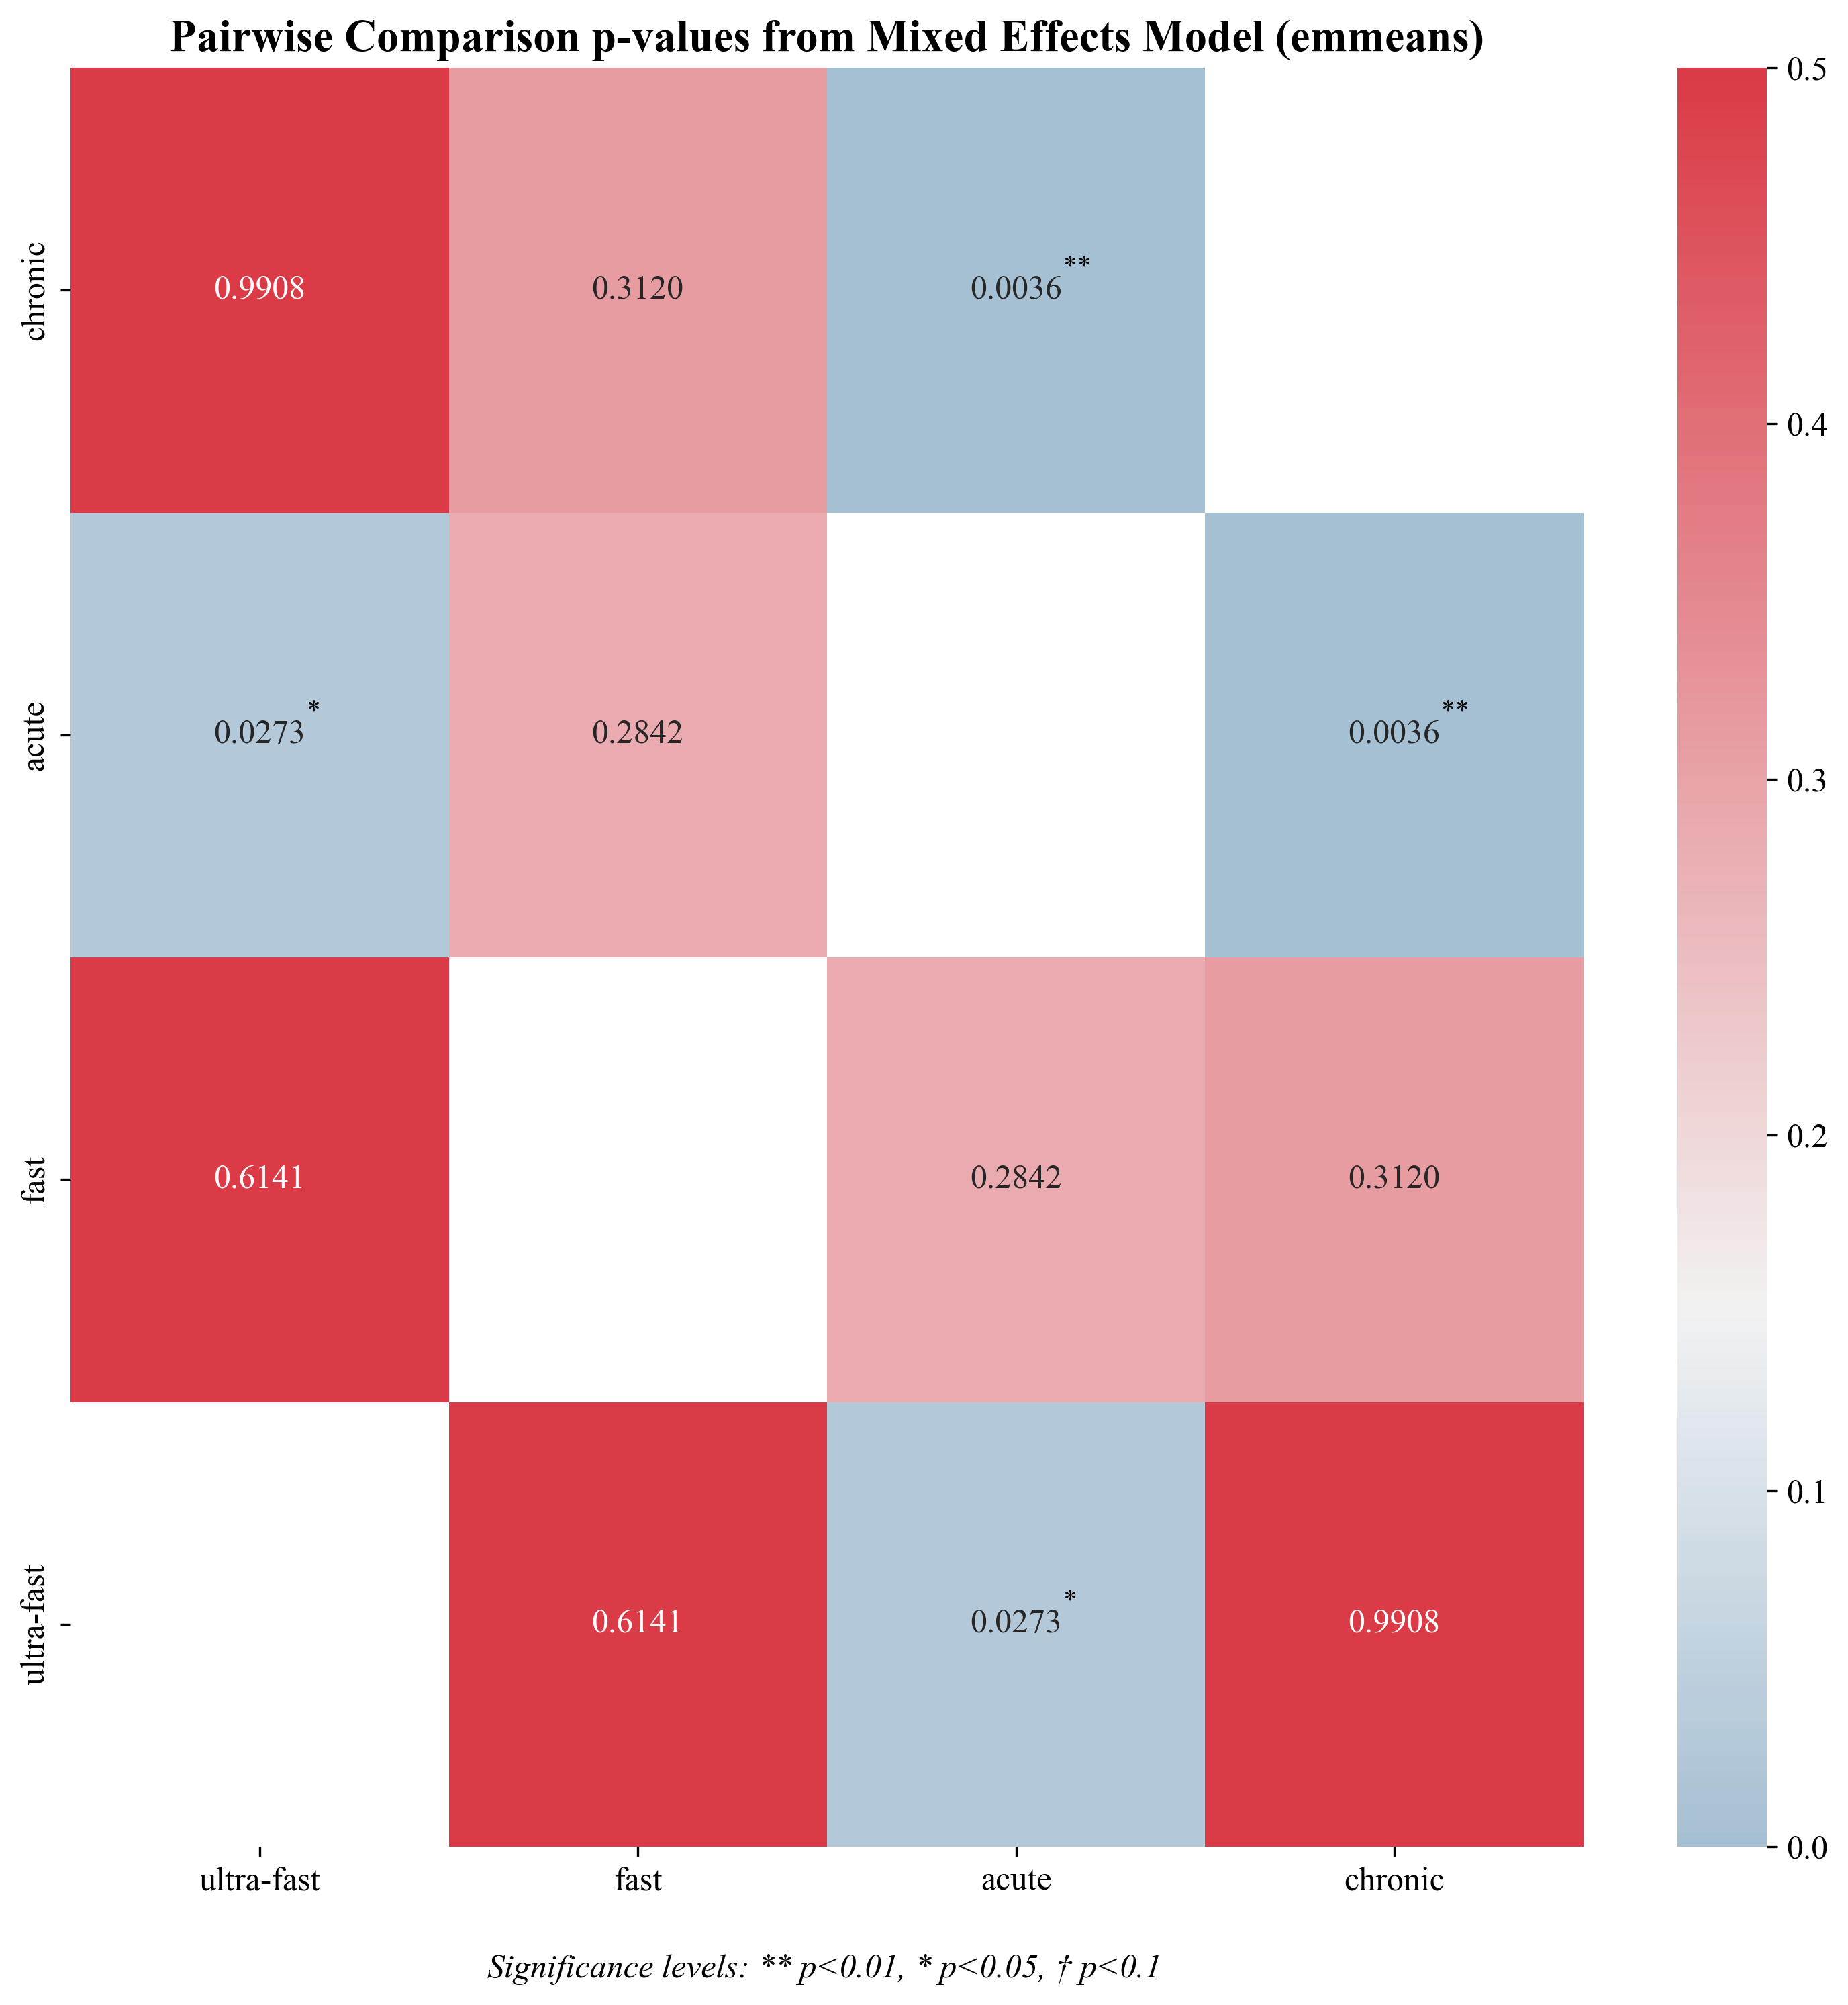 Pairwise Comparison p-values from Mixed Effects Model (emmeans)
0.5
chronic
0.9908
0.3120
0.0036**
0.4
acute
0.0273*
0.2842
0.0036**
0.3
fast
0.6141
0.2842
0.3120
0.2
ultra-fast
0.6141
0.0273*
0.9908
0.1
0.0
ultra-fast
fast
acute
chronic
Significance levels: ** p<0.01, * p<0.05, † p<0.1